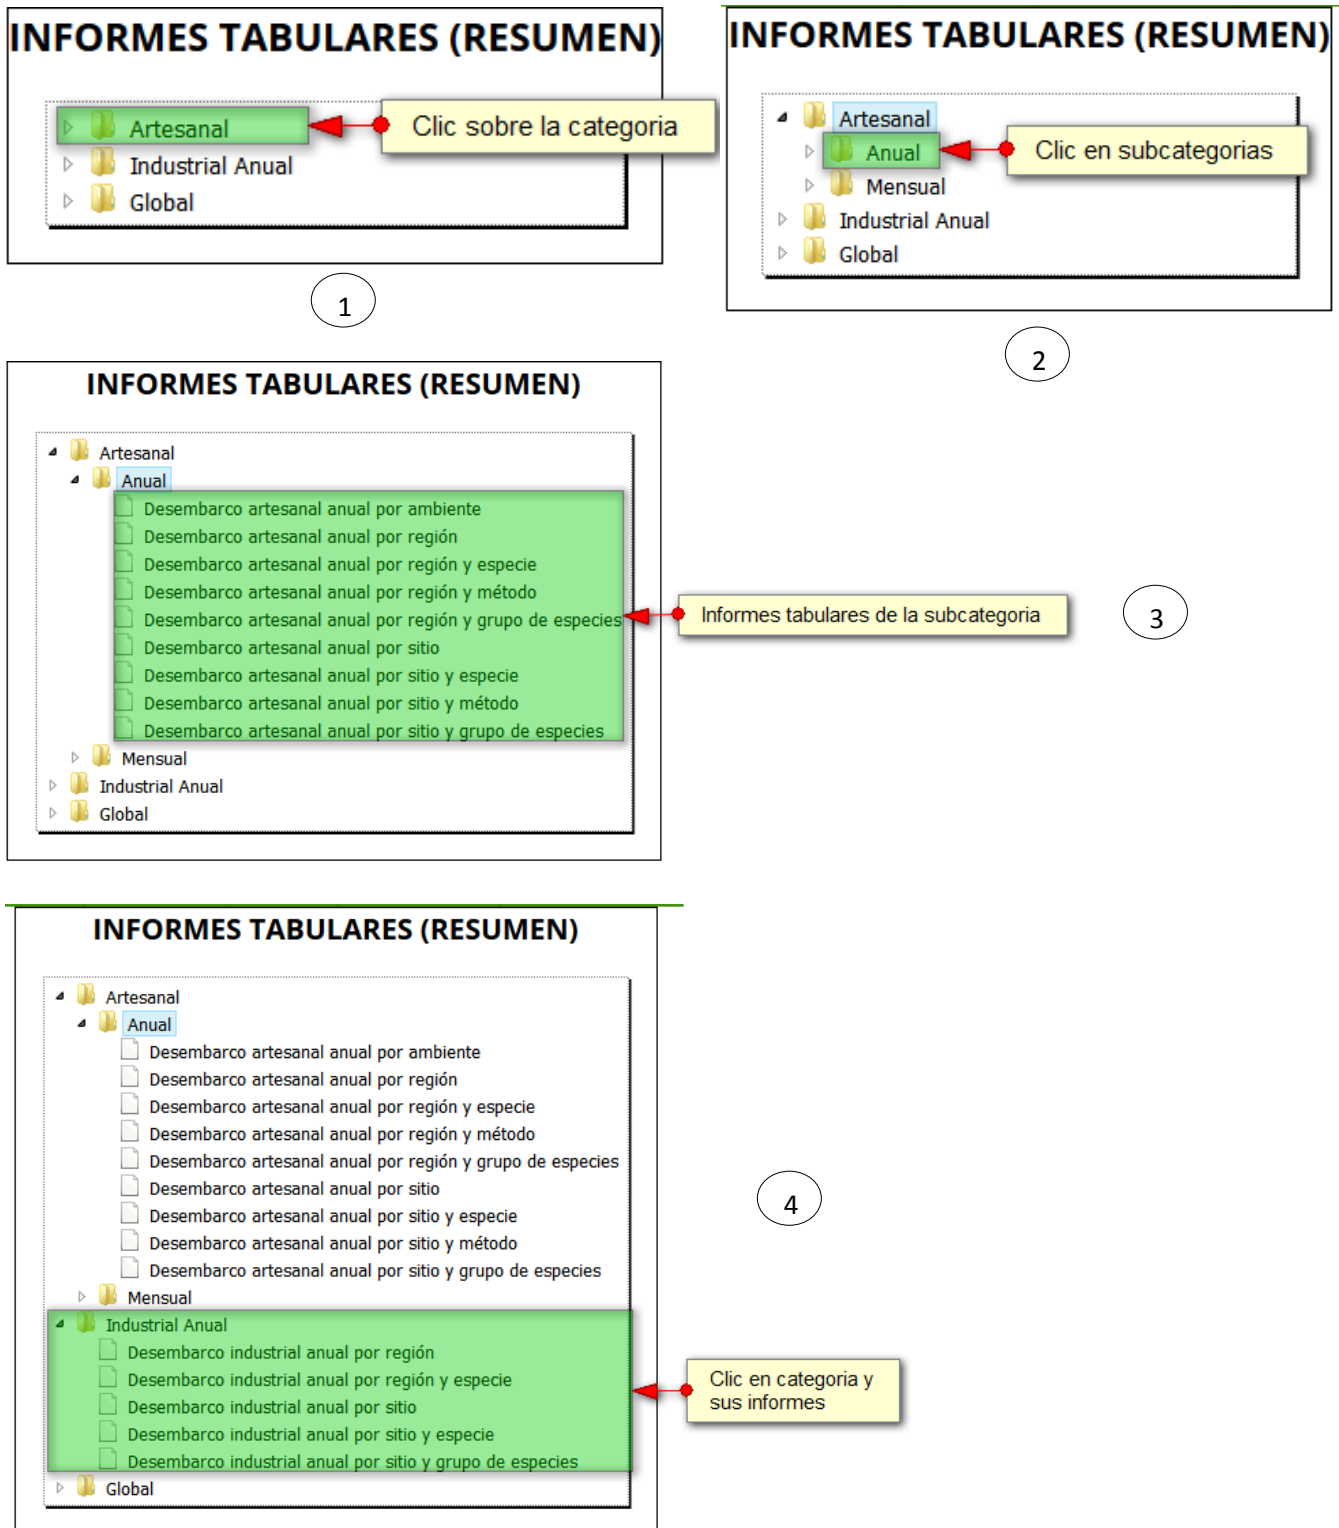 INFORMES TABULARES (RESUMEN)
Artesanal
Clic sobre la categoria
Industrial Anual
Global
1
INFORMES TABULARES (RESUMEN)
Artesanal
Anual
Clic en subcategorias
Mensual
Industrial Anual
Global
2
INFORMES TABULARES (RESUMEN)
Artesanal
Anual
Desembarco artesanal anual por ambiente
Desembarco artesanal anual por región
Desembarco artesanal anual por región y especie
Desembarco artesanal anual por región y método
Desembarco artesanal anual por región y grupo de especies
Desembarco artesanal anual por sitio
Desembarco artesanal anual por sitio y especie
Desembarco artesanal anual por sitio y método
Desembarco artesanal anual por sitio y grupo de especies
Mensual
Industrial Anual
Global
Informes tabulares de la subcategoria
3
INFORMES TABULARES (RESUMEN)
Artesanal
Anual
Desembarco artesanal anual por ambiente
Desembarco artesanal anual por región
Desembarco artesanal anual por región y especie
Desembarco artesanal anual por región y método
Desembarco artesanal anual por región y grupo de especies
Desembarco artesanal anual por sitio
Desembarco artesanal anual por sitio y especie
Desembarco artesanal anual por sitio y método
Desembarco artesanal anual por sitio y grupo de especies
Mensual
Industrial Anual
Desembarco industrial anual por región
Desembarco industrial anual por región y especie
Desembarco industrial anual por sitio
Desembarco industrial anual por sitio y especie
Desembarco industrial anual por sitio y grupo de especies
Global
4
Clic en categoria y
sus informes